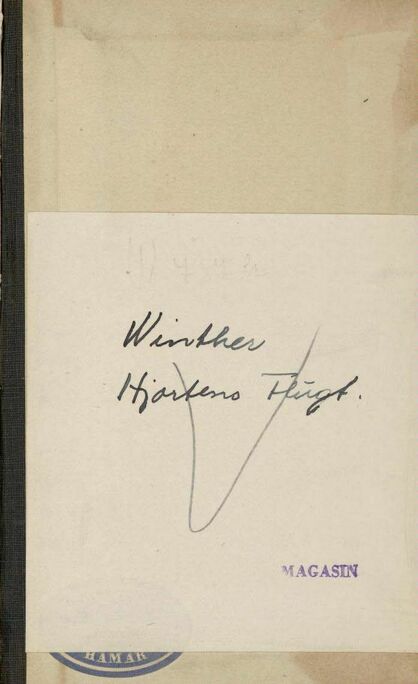 Winther
Hjortens Flugt.
MAGASIN
HAMAR